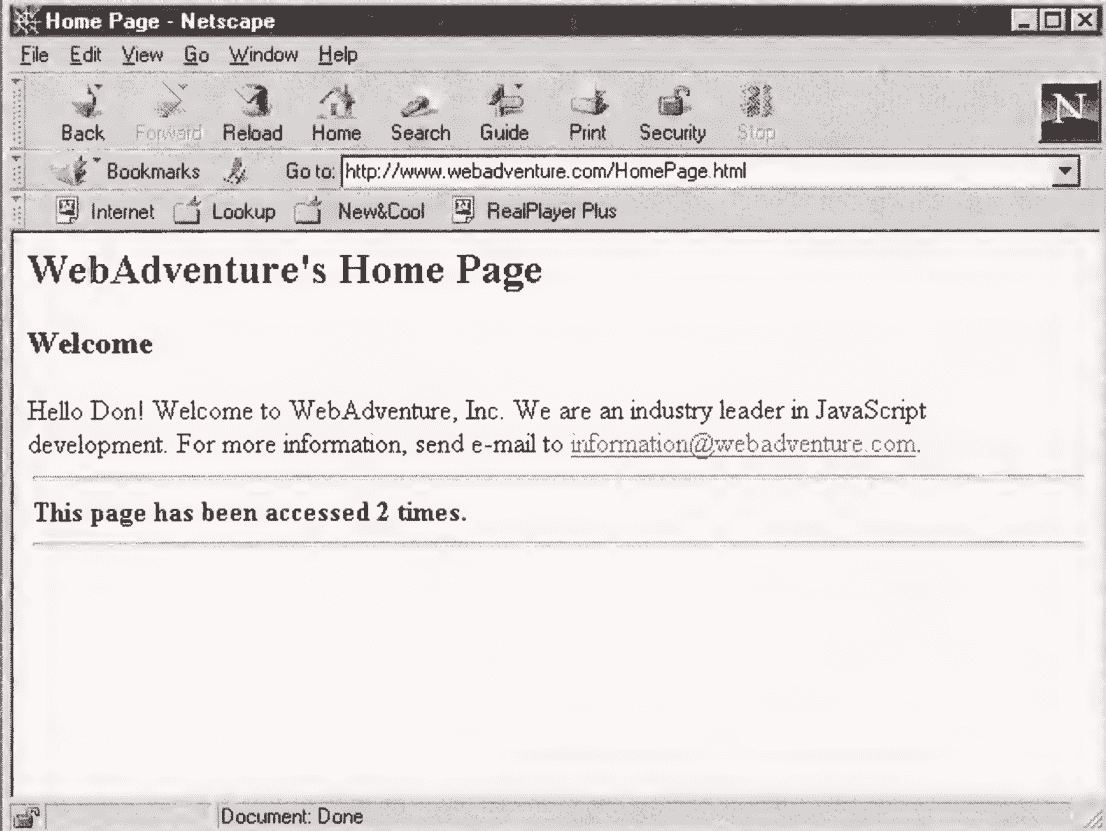 Home Page - Netscape
File Edit View Go Window Help
Back Forward Reload Home Search Guide Print Security Stop
N
Bookmarks Go to: http://www.webadventure.com/HomePage.html
Internet Lookup New&Cool RealPlayer Plus
WebAdventure's Home Page
Welcome
Hello Don! Welcome to WebAdventure, Inc. We are an industry leader in JavaScript
development. For more information, send e-mail to information@webadventure.com.
This page has been accessed 2 times.
Document: Done